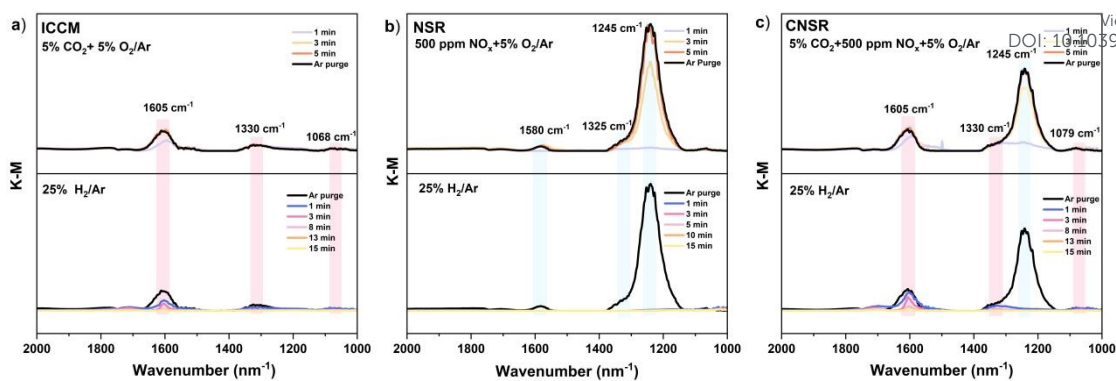 a) ICCM
5% CO₂+ 5% O₂/Ar
1 min
3 min
5 min
Ar purge
1605 cm⁻¹
1330 cm⁻¹
1068 cm⁻¹
K-M
25% H₂/Ar
Ar purge
1 min
3 min
8 min
13 min
15 min
2000 1800 1600 1400 1200 1000
Wavenumber (nm⁻¹)
b) NSR
500 ppm NOₓ+5% O₂/Ar
1245 cm⁻¹
1 min
3 min
5 min
Ar Purge
1580 cm⁻¹
1325 cm⁻¹
K-M
25% H₂/Ar
Ar purge
1 min
3 min
5 min
10 min
15 min
2000 1800 1600 1400 1200 1000
Wavenumber (nm⁻¹)
c) CNSR
5% CO₂+500 ppm NOₓ+5% O₂/Ar
1245 cm⁻¹
1 min
3 min
5 min
Ar purge
1605 cm⁻¹
1330 cm⁻¹
1079 cm⁻¹
K-M
25% H₂/Ar
Ar purge
1 min
3 min
8 min
13 min
15 min
2000 1800 1600 1400 1200 1000
Wavenumber (nm⁻¹)
DOI: 10.1039